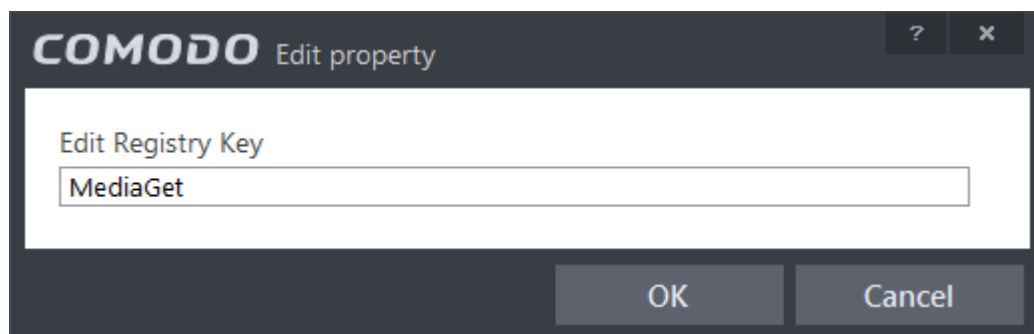 COMODO Edit property ? ×
Edit Registry Key
MediaGet
OK Cancel